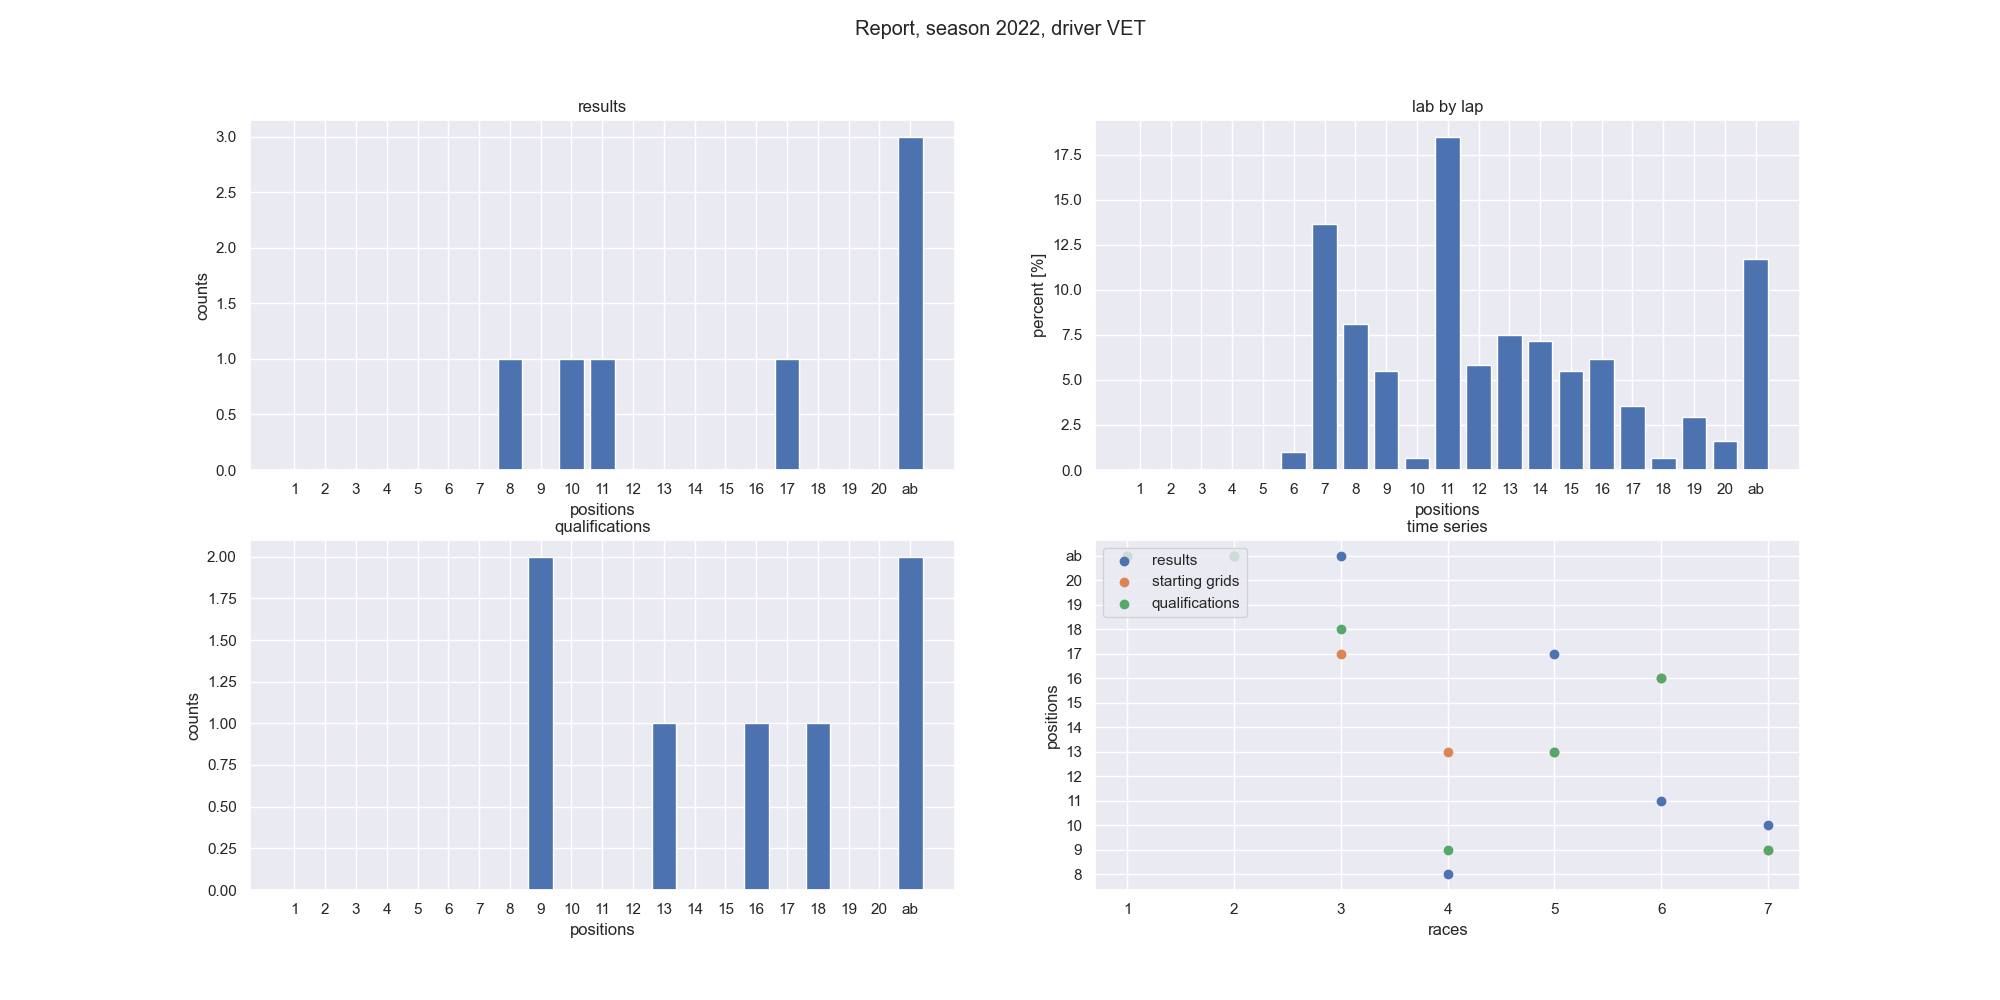 Report, season 2022, driver VET
results
3.0
2.5
2.0
1.5
1.0
0.5
0.0
counts
1 2 3 4 5 6 7 8 9 10 11 12 13 14 15 16 17 18 19 20 ab
positions
lab by lap
17.5
15.0
12.5
10.0
7.5
5.0
2.5
0.0
percent [%]
1 2 3 4 5 6 7 8 9 10 11 12 13 14 15 16 17 18 19 20 ab
positions
qualifications
2.00
1.75
1.50
1.25
1.00
0.75
0.50
0.25
0.00
counts
1 2 3 4 5 6 7 8 9 10 11 12 13 14 15 16 17 18 19 20 ab
positions
time series
ab
20
19
18
17
16
15
14
13
12
11
10
9
8
positions
results
starting grids
qualifications
1 2 3 4 5 6 7
races